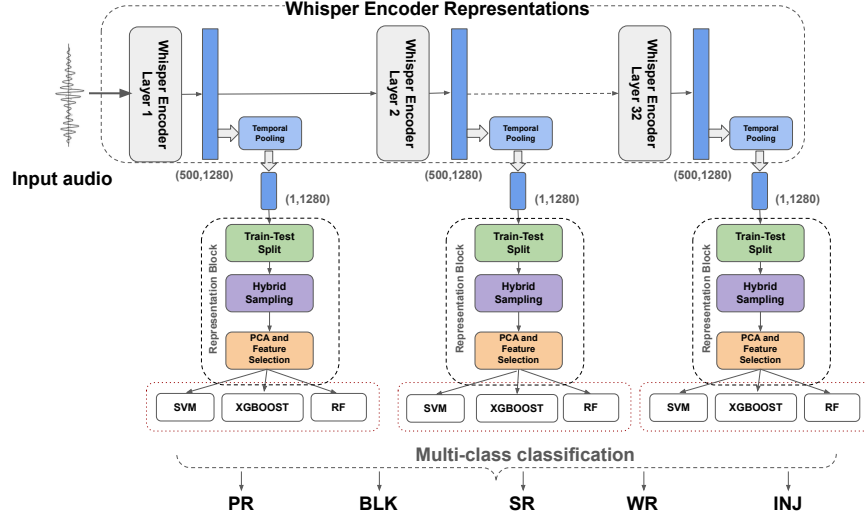 Whisper Encoder Representations
Whisper Encoder
Layer 1
Whisper Encoder
Layer 2
Whisper Encoder
Layer 32
Temporal
Pooling
Temporal
Pooling
Temporal
Pooling
Input audio
(500,1280)
(500,1280)
(500,1280)
(1,1280)
(1,1280)
(1,1280)
Representation Block
Train-Test
Split
Hybrid
Sampling
PCA and
Feature
Selection
Representation Block
Train-Test
Split
Hybrid
Sampling
PCA and
Feature
Selection
Representation Block
Train-Test
Split
Hybrid
Sampling
PCA and
Feature
Selection
SVM
XGBOOST
RF
SVM
XGBOOST
RF
SVM
XGBOOST
RF
Multi-class classification
PR
BLK
SR
WR
INJ